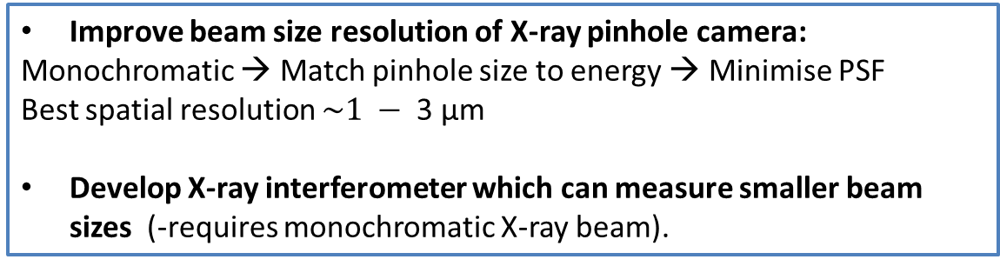 • Improve beam size resolution of X-ray pinhole camera:
Monochromatic → Match pinhole size to energy → Minimise PSF
Best spatial resolution ~1 − 3 μm
• Develop X-ray interferometer which can measure smaller beam
sizes (-requires monochromatic X-ray beam).